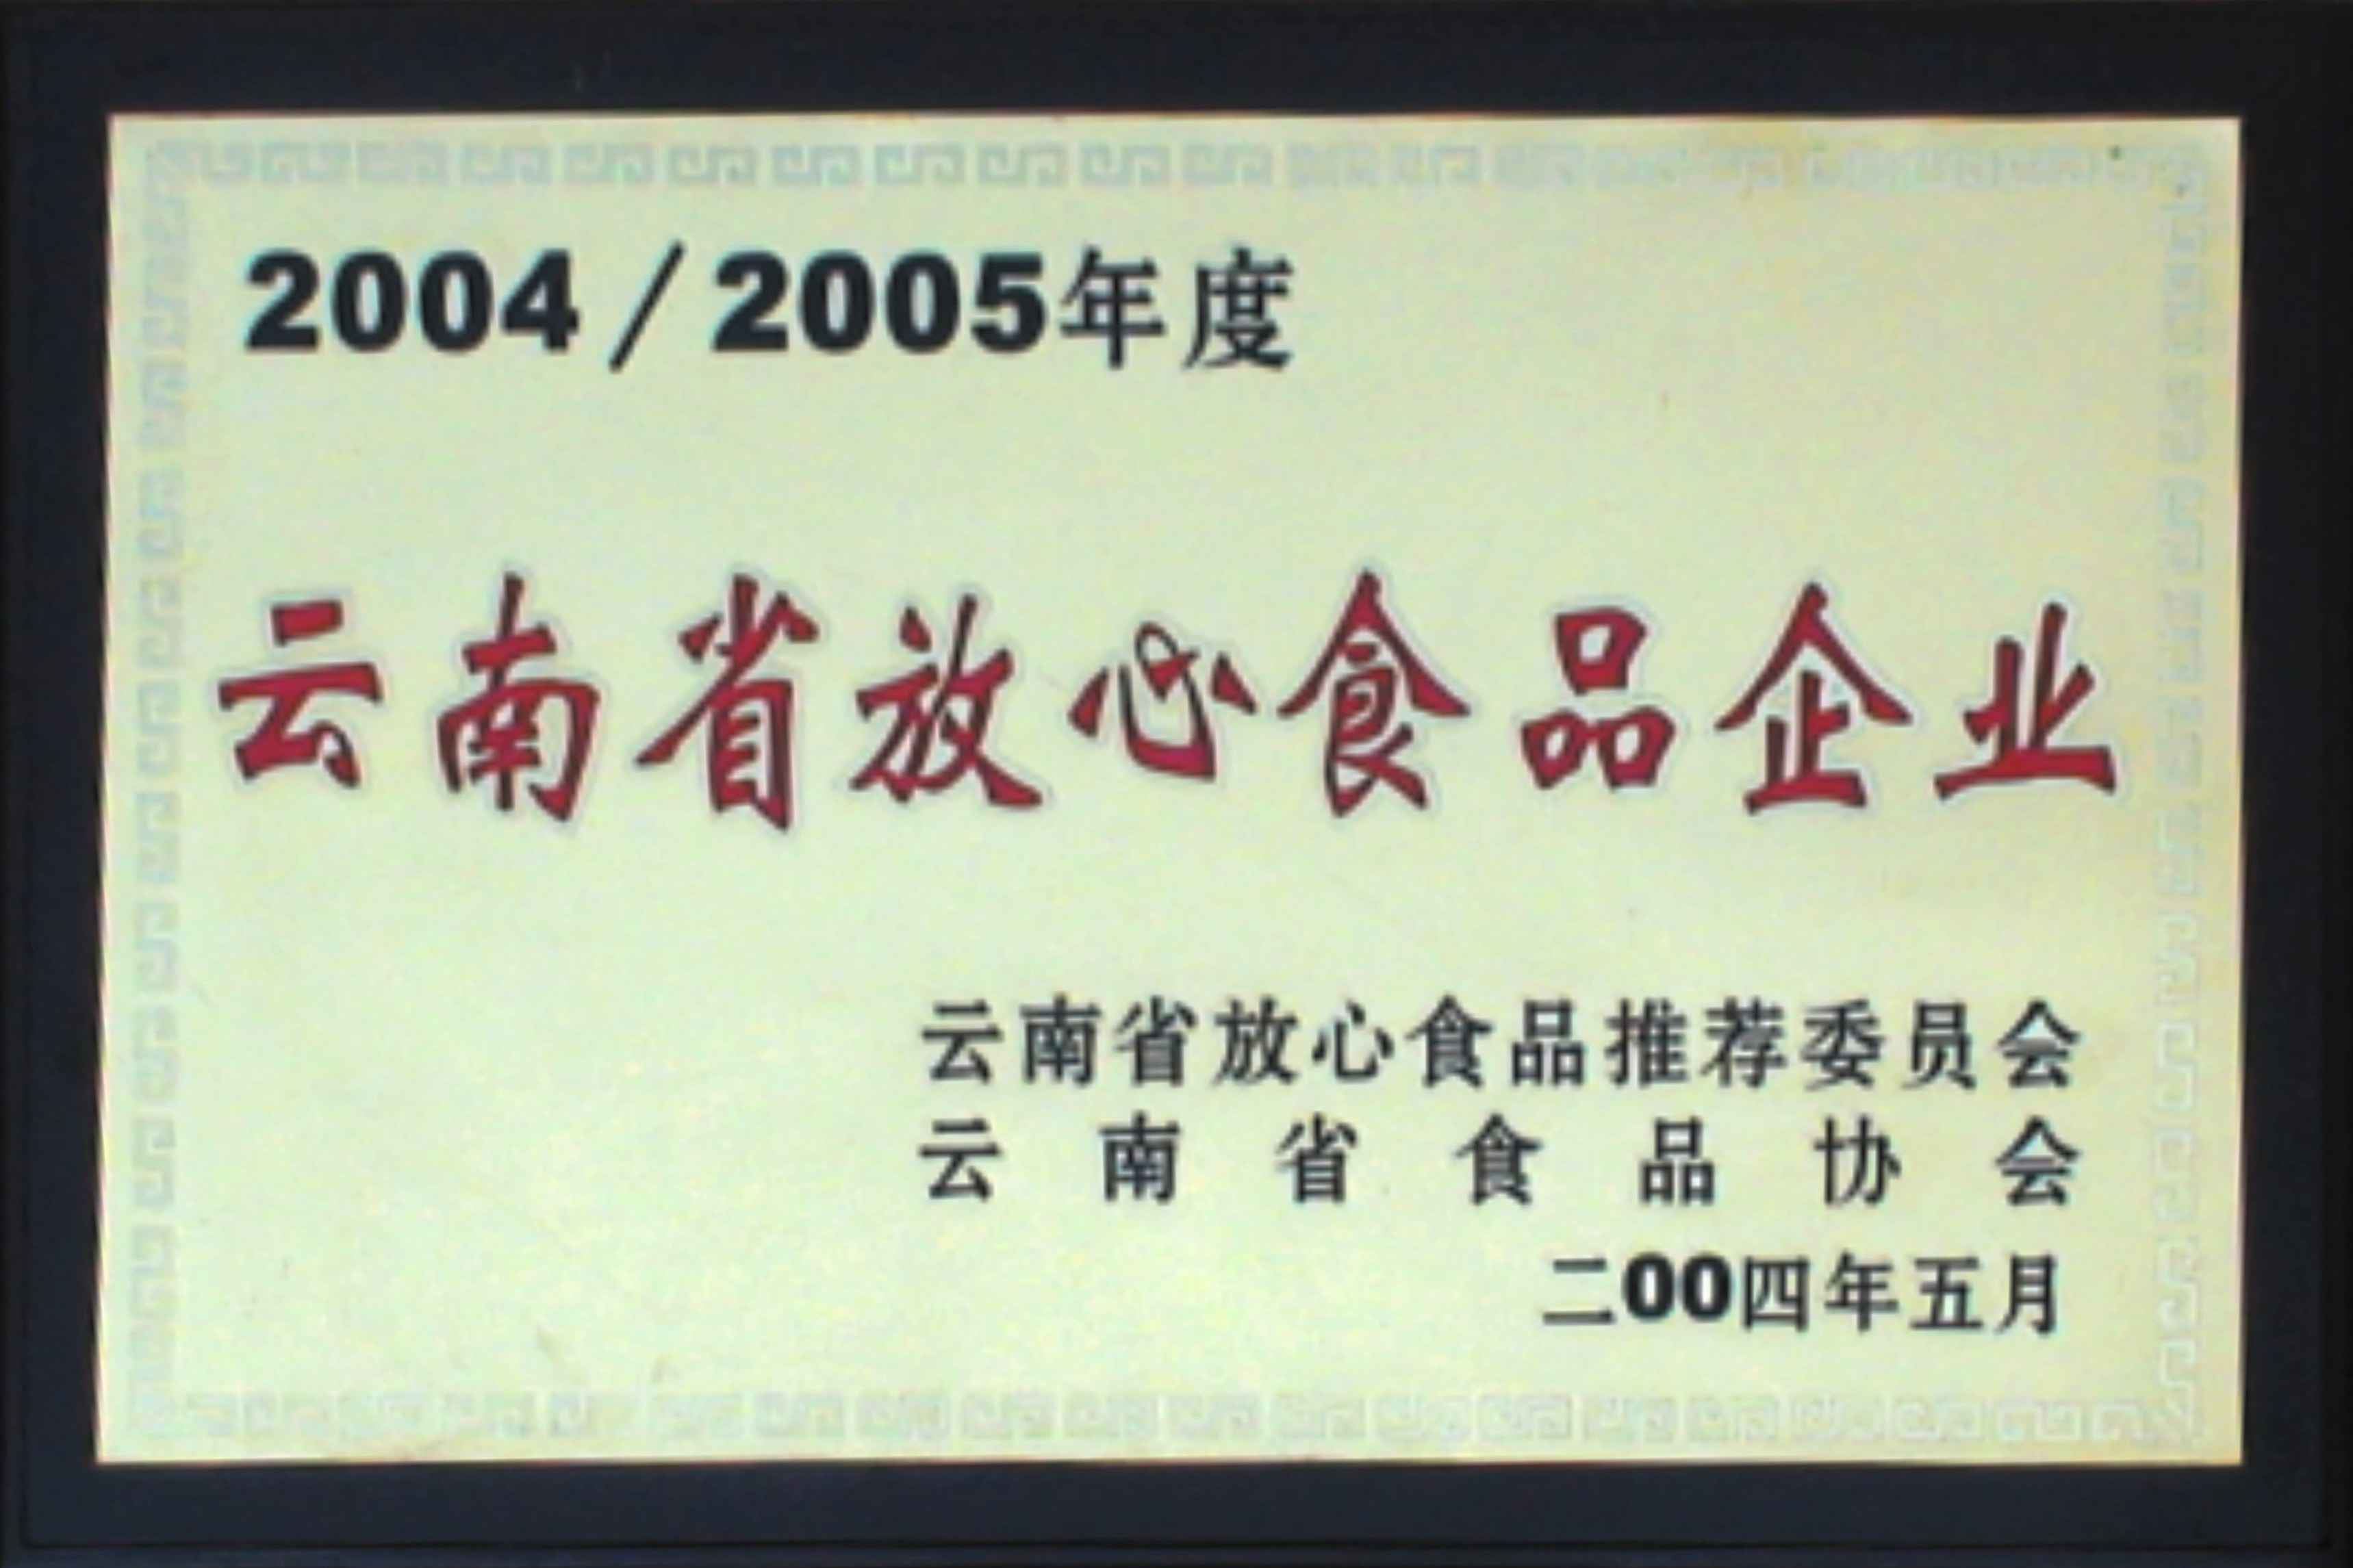 2004/2005年度
云南省放心食品企业
云南省放心食品推荐委员会
云南省食品协会
二00四年五月